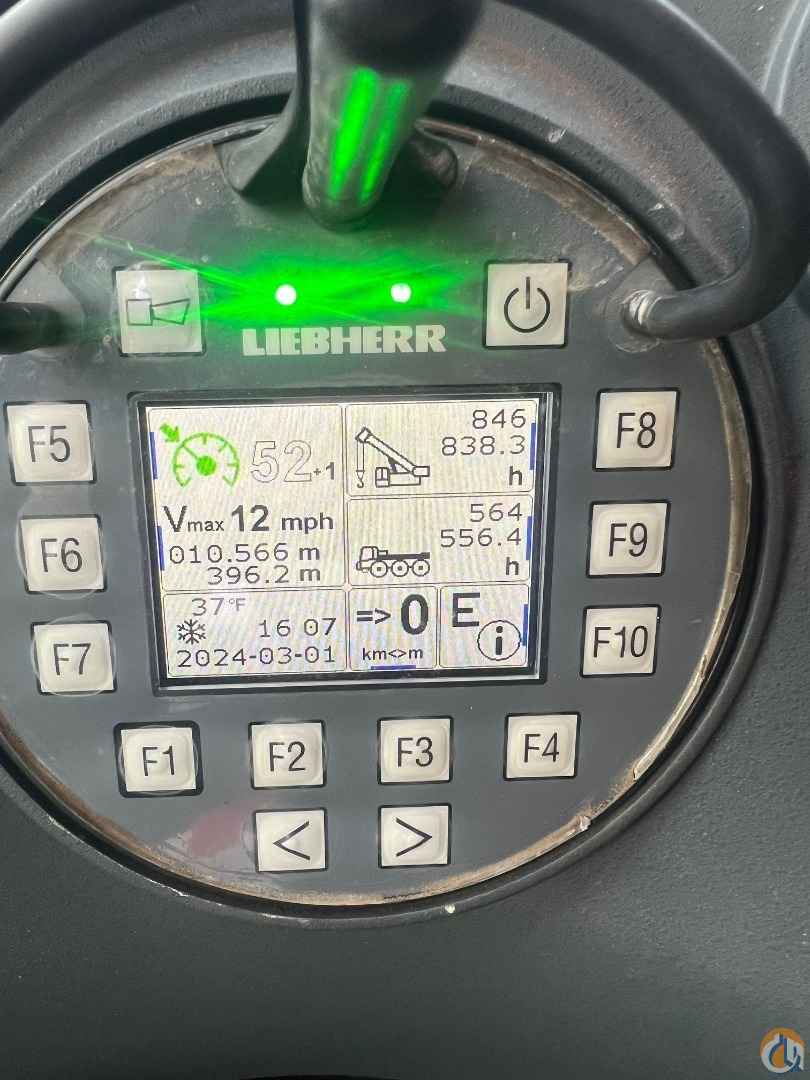 LIEBHERR
F5
F6
F7
F8
F9
F10
52+1
Vmax 12 mph
010.566 m
396.2 m
846
838.3
h
564
556.4
h
37°F
16 07
2024-03-01
=> 0
km<>m
E
i
F1
F2
F3
F4
<
>